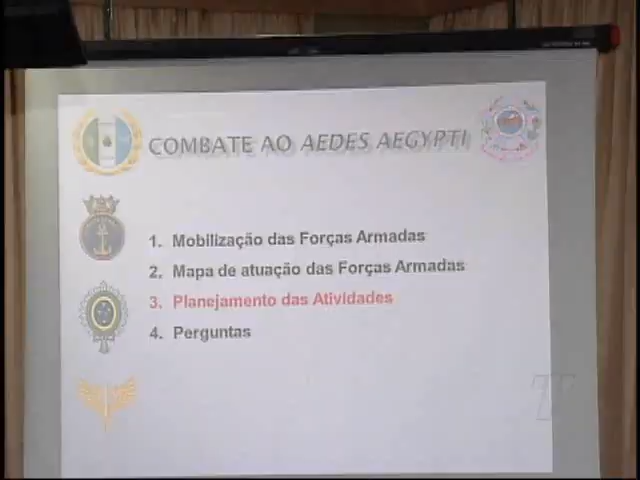 COMBATE AO AEDES AEGYPTI
1. Mobilização das Forças Armadas
2. Mapa de atuação das Forças Armadas
3. Planejamento das Atividades
4. Perguntas